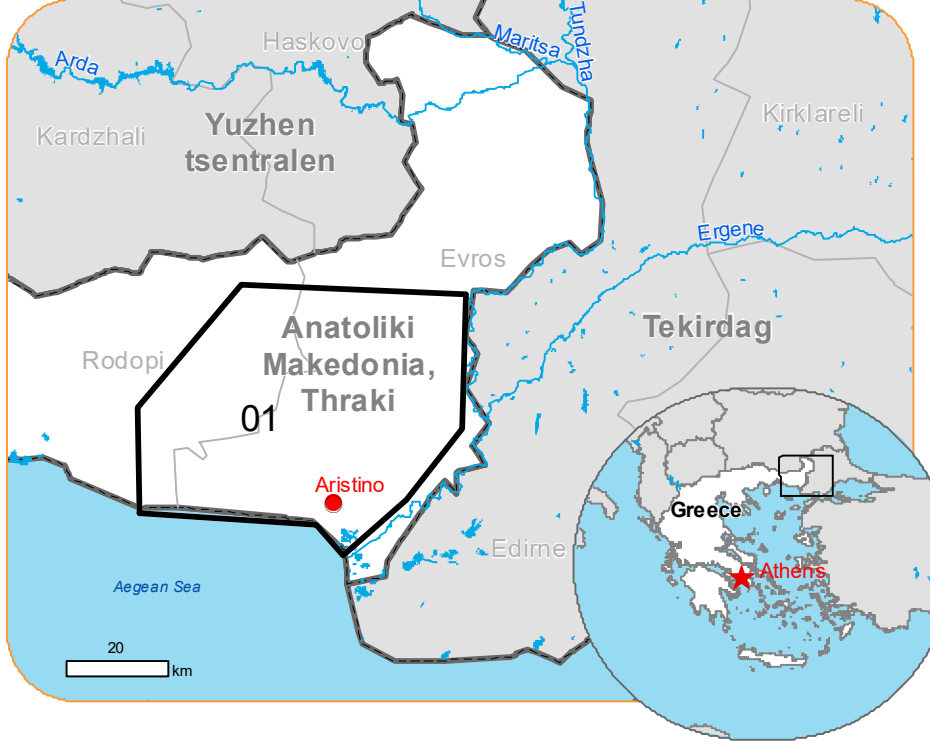 Haskovo
Maritsa
Tundzha
Arda
Kardzhali
Yuzhen
tsentralen
Kirklareli
Ergene
Evros
Anatoliki
Makedonia,
Thraki
Tekirdag
Rodopi
01
Aristino
Greece
Edirne
Athens
Aegean Sea
20
km